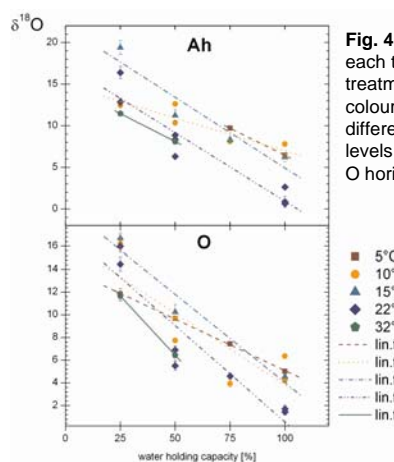 δ¹⁸O
Ah
20
15
10
5
0
O
16
14
12
10
8
6
4
2
0
25
50
75
100
water holding capacity [%]
Fig. 4
each t
treatm
colour
differe
levels
O hori
5°C
10°
15°
22°
32°
lin.f
lin.f
lin.f
lin.f
lin.f